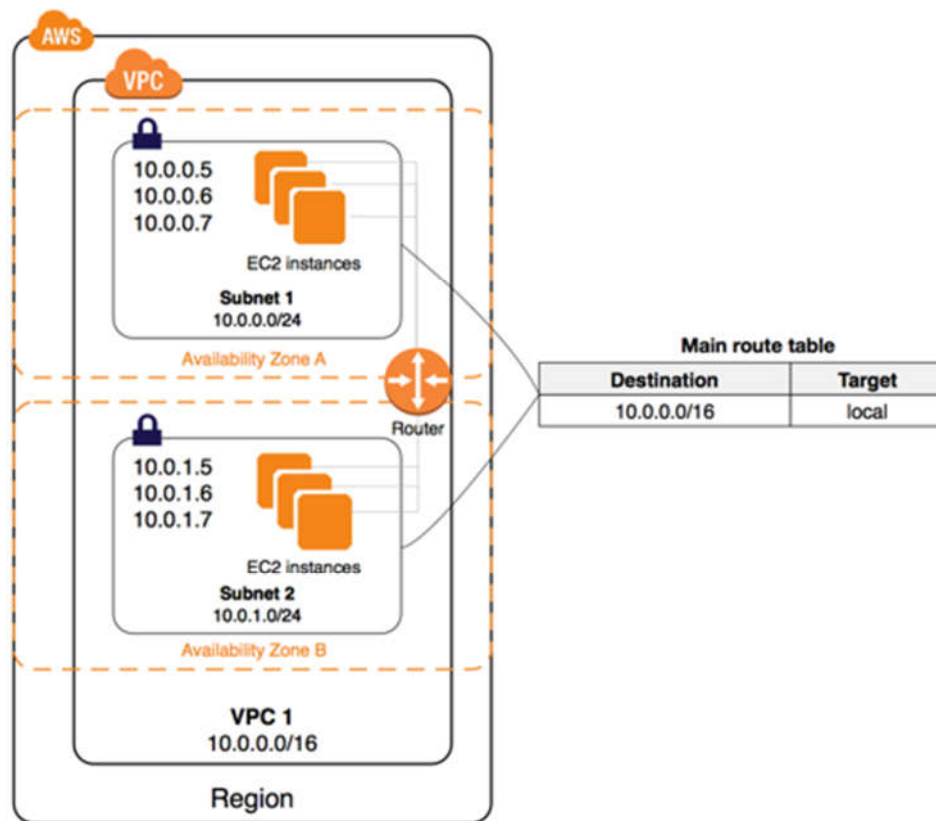 AWS
VPC
10.0.0.5
10.0.0.6
10.0.0.7
EC2 instances
Subnet 1
10.0.0.0/24
Availability Zone A
Router
10.0.1.5
10.0.1.6
10.0.1.7
EC2 instances
Subnet 2
10.0.1.0/24
Availability Zone B
VPC 1
10.0.0.0/16
Region
Main route table
Destination Target
10.0.0.0/16 local